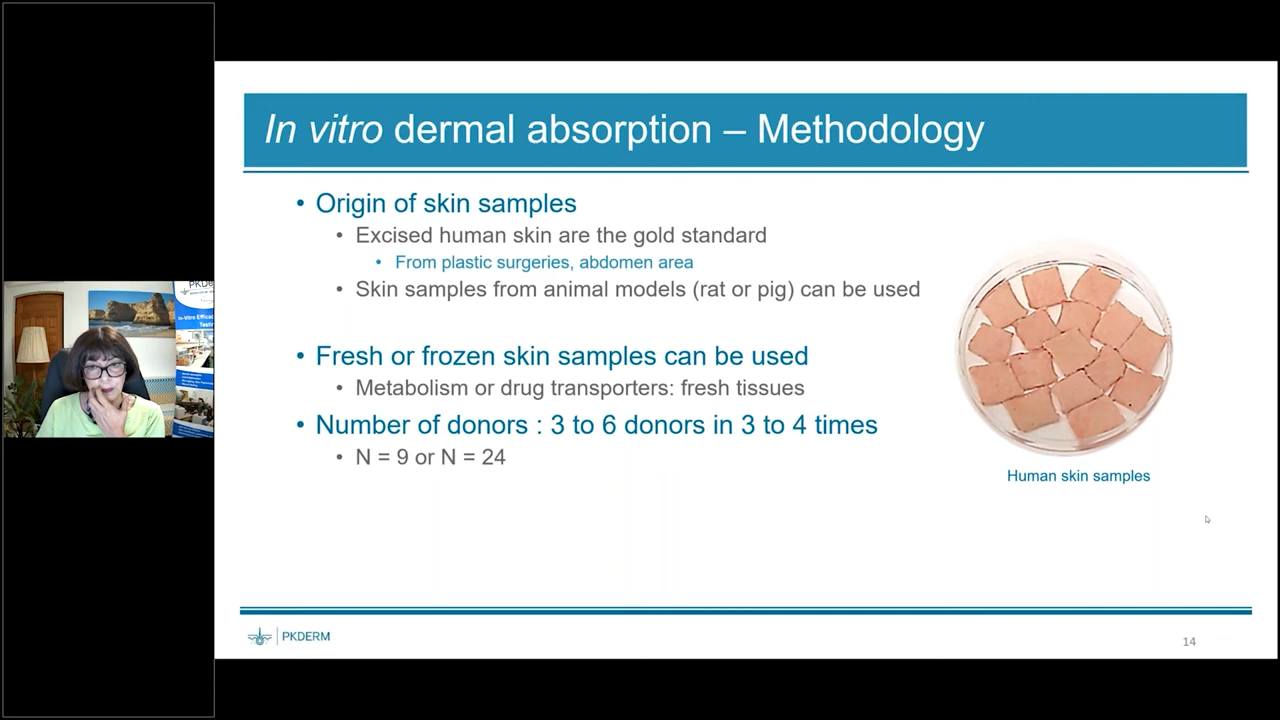 In vitro dermal absorption – Methodology
• Origin of skin samples
• Excised human skin are the gold standard
• From plastic surgeries, abdomen area
• Skin samples from animal models (rat or pig) can be used
• Fresh or frozen skin samples can be used
• Metabolism or drug transporters: fresh tissues
• Number of donors : 3 to 6 donors in 3 to 4 times
• N = 9 or N = 24
Human skin samples
PKDERM
14